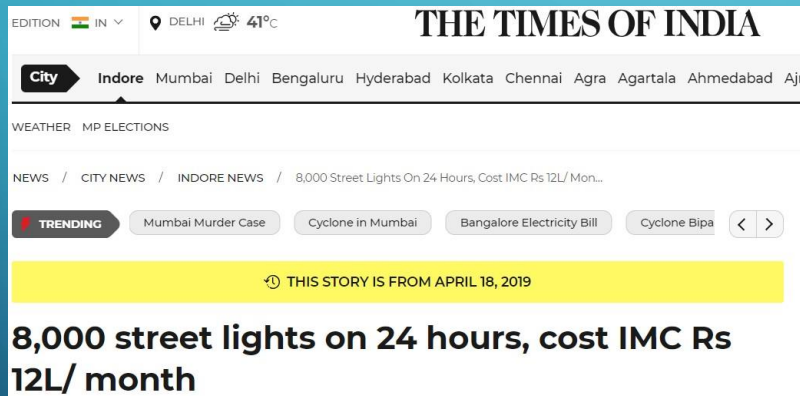 EDITION IN DELHI 41°C THE TIMES OF INDIA
City Indore Mumbai Delhi Bengaluru Hyderabad Kolkata Chennai Agra Agartala Ahmedabad
WEATHER MP ELECTIONS
NEWS / CITY NEWS / INDORE NEWS / 8,000 Street Lights On 24 Hours, Cost IMC Rs 12L/ Mon...
TRENDING Mumbai Murder Case Cyclone in Mumbai Bangalore Electricity Bill Cyclone Bipa
THIS STORY IS FROM APRIL 18, 2019
8,000 street lights on 24 hours, cost IMC Rs
12L/ month